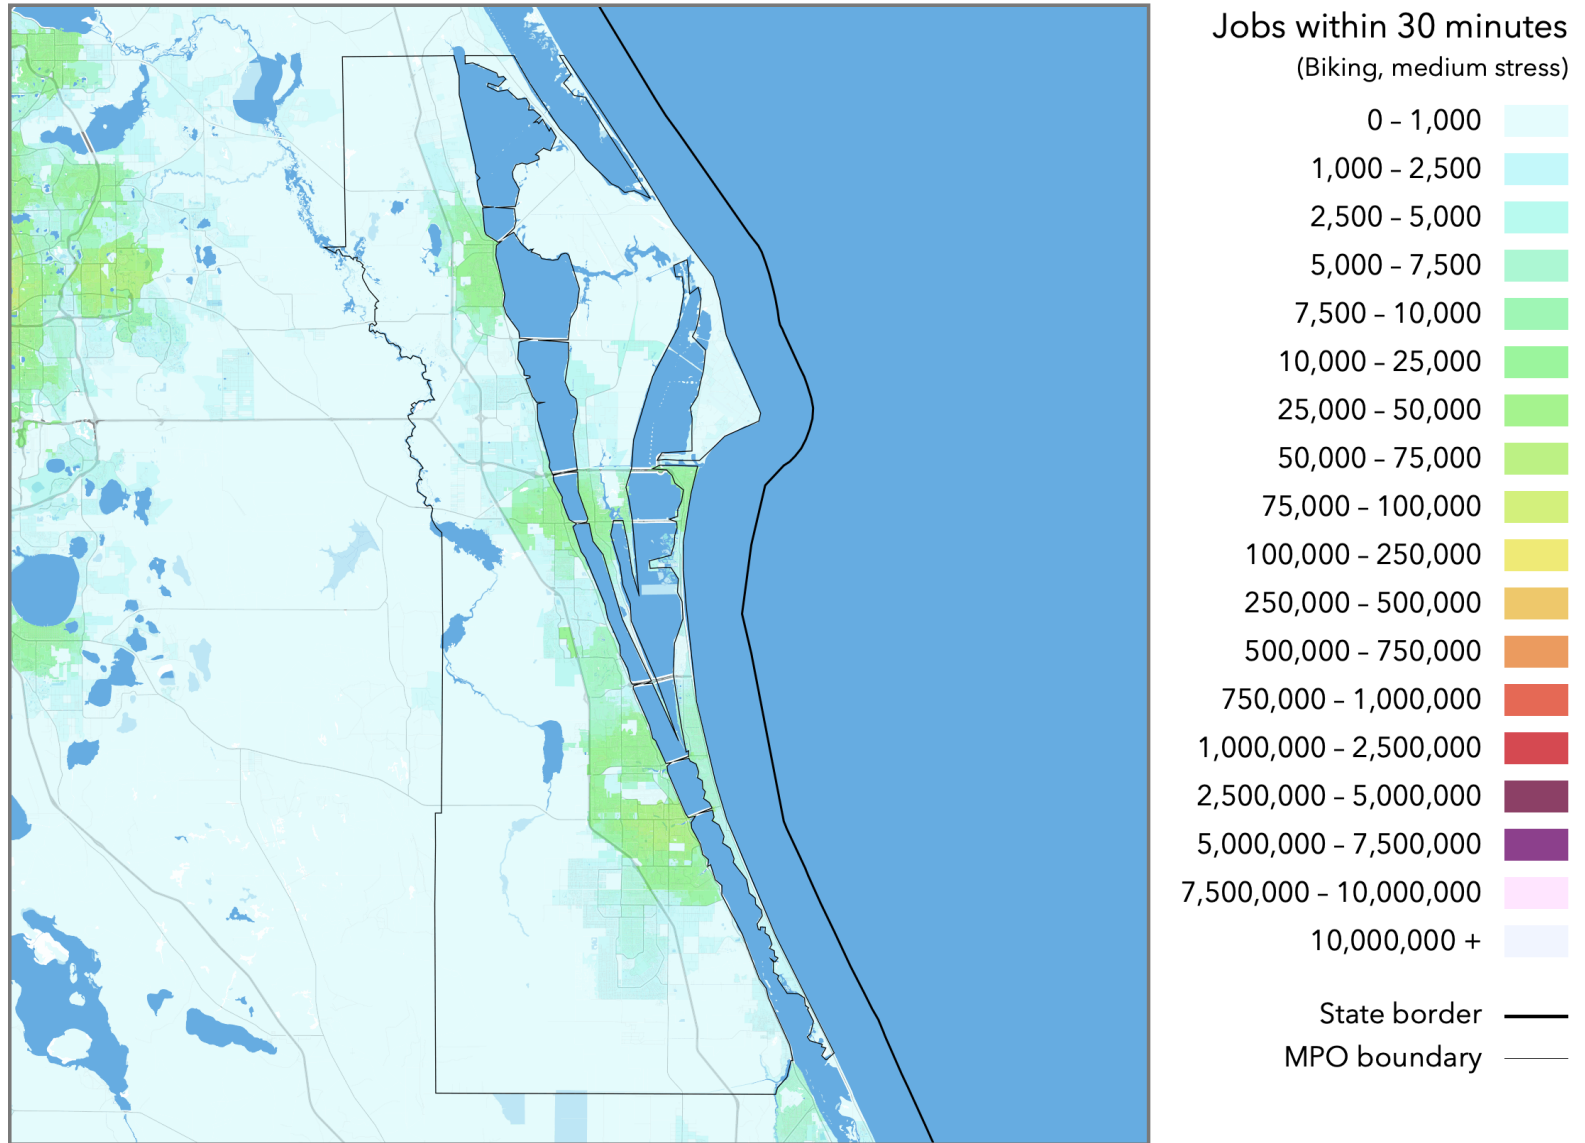 Jobs within 30 minutes
(Biking, medium stress)
0 – 1,000
1,000 – 2,500
2,500 – 5,000
5,000 – 7,500
7,500 – 10,000
10,000 – 25,000
25,000 – 50,000
50,000 – 75,000
75,000 – 100,000
100,000 – 250,000
250,000 – 500,000
500,000 – 750,000
750,000 – 1,000,000
1,000,000 – 2,500,000
2,500,000 – 5,000,000
5,000,000 – 7,500,000
7,500,000 – 10,000,000
10,000,000 +
State border
MPO boundary